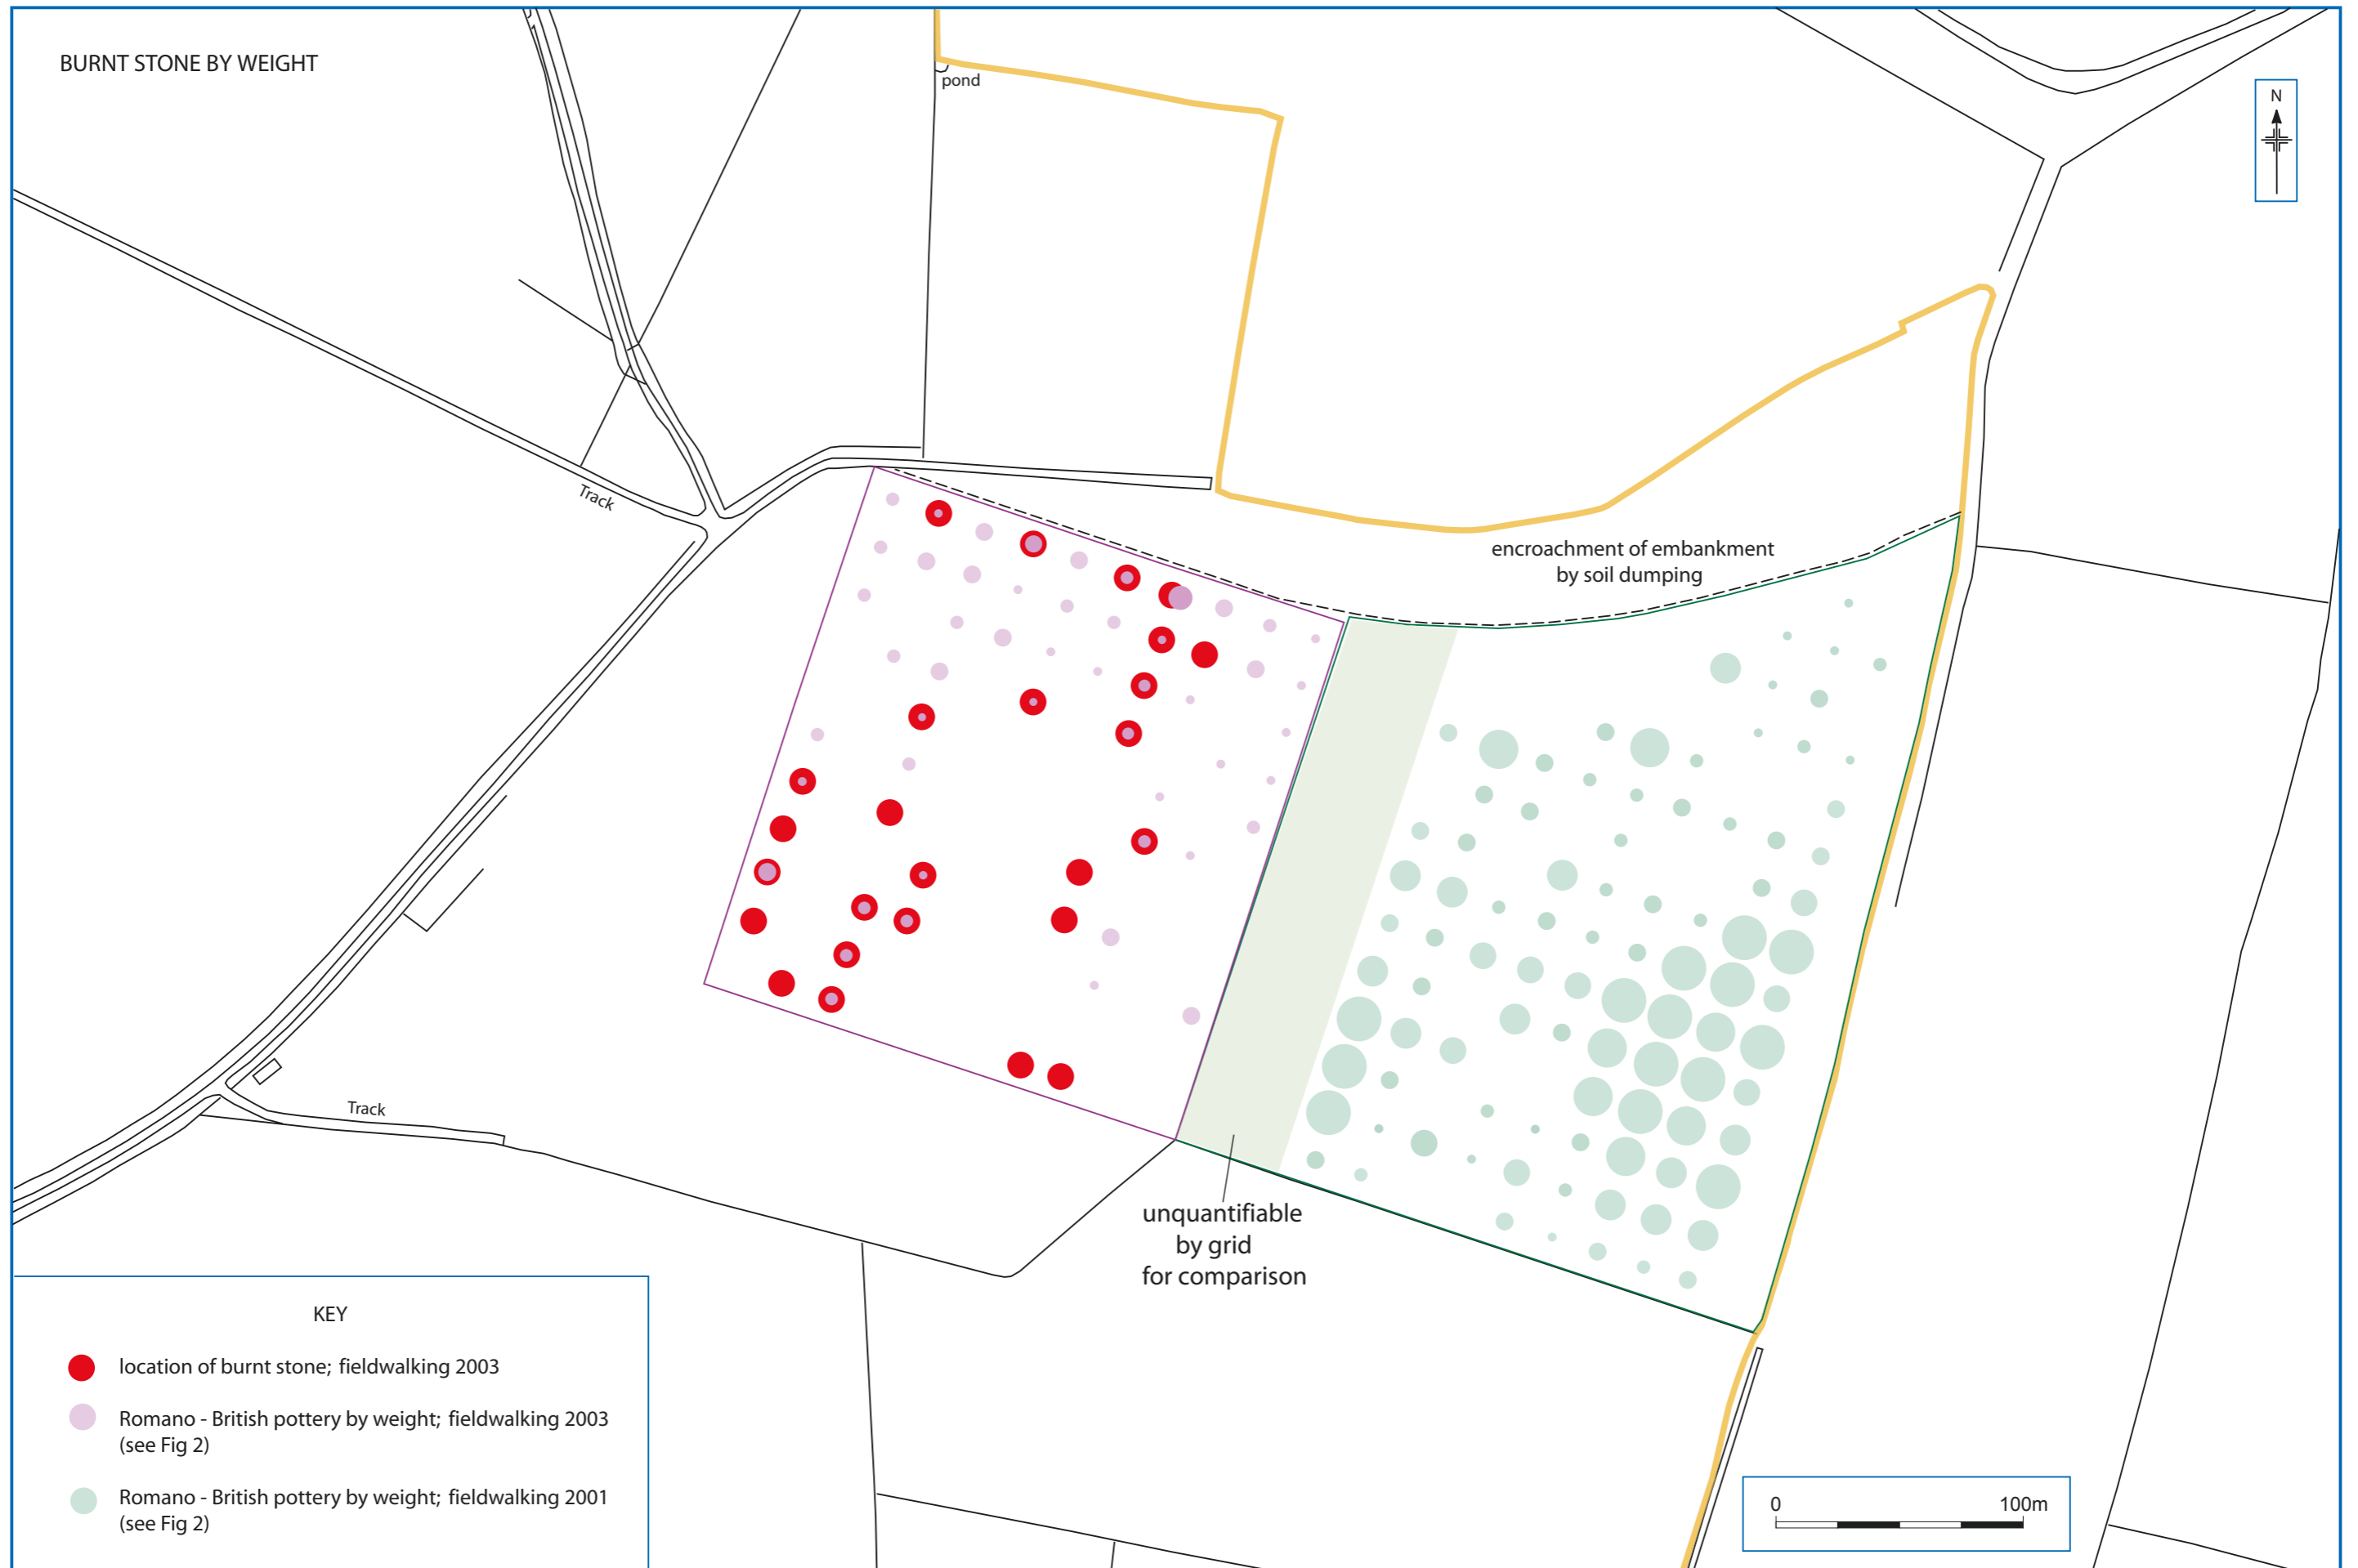 BURNT STONE BY WEIGHT
pond
N
Track
encroachment of embankment
by soil dumping
Track
unquantifiable
by grid
for comparison
KEY
location of burnt stone; fieldwalking 2003
Romano - British pottery by weight; fieldwalking 2003
(see Fig 2)
Romano - British pottery by weight; fieldwalking 2001
(see Fig 2)
0 100m